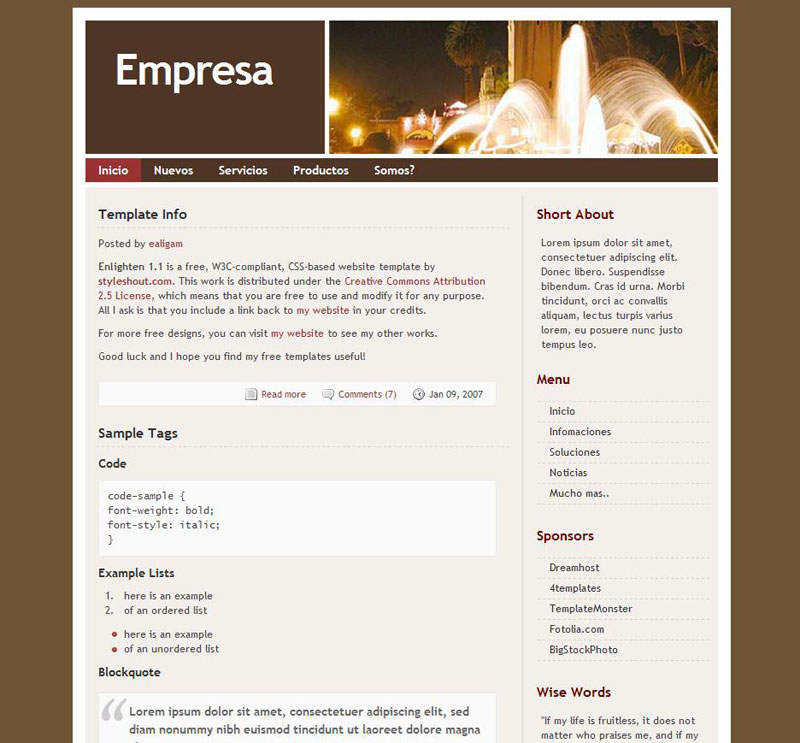 Empresa
Inicio Nuevos Servicios Productos Somos?
Template Info
Posted by ealigam
Enlighten 1.1 is a free, W3C-compliant, CSS-based website template by
styleshout.com. This work is distributed under the Creative Commons Attribution
2.5 License, which means that you are free to use and modify it for any purpose.
All I ask is that you include a link back to my website in your credits.
For more free designs, you can visit my website to see my other works.
Good luck and I hope you find my free templates useful!
Read more Comments (7) Jan 09, 2007
Sample Tags
Code
code-sample {
font-weight: bold;
font-style: italic;
}
Example Lists
1. here is an example
2. of an ordered list
here is an example
of an unordered list
Blockquote
Lorem ipsum dolor sit amet, consectetuer adipiscing elit, sed
diam nonummy nibh euismod tincidunt ut laoreet dolore magna
Short About
Lorem ipsum dolor sit amet,
consectetuer adipiscing elit.
Donec libero. Suspendisse
bibendum. Cras id urna. Morbi
tincidunt, orci ac convallis
aliquam, lectus turpis varius
lorem, eu posuere nunc justo
tempus leo.
Menu
Inicio
Infomaciones
Soluciones
Noticias
Mucho mas..
Sponsors
Dreamhost
4templates
TemplateMonster
Fotolia.com
BigStockPhoto
Wise Words
"If my life is fruitless, it does not
matter who praises me, and if my